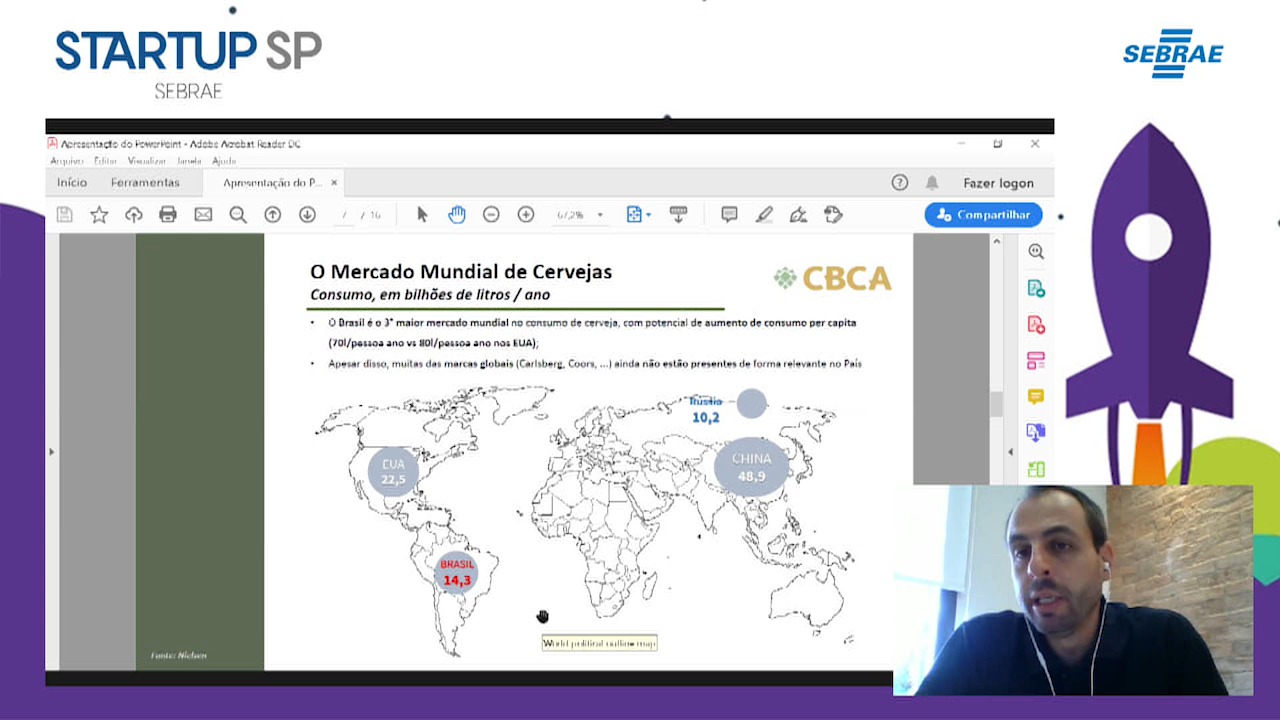 STARTUP SP
SEBRAE
SEBRAE
Apresentação do PowerPoint - Adobe Acrobat Reader DC
Arquivo Editar Visualizar Janela Ajuda
Início Ferramentas Apresentação do P... ×
Fazer logon
/ 16
67,2%
Compartilhar
O Mercado Mundial de Cervejas
CBCA
Consumo, em bilhões de litros / ano
• O Brasil é o 3° maior mercado mundial no consumo de cerveja, com potencial de aumento de consumo per capita
(70l/pessoa ano vs 80l/pessoa ano nos EUA);
• Apesar disso, muitas das marcas globais (Carlsberg, Coors, ...) ainda não estão presentes de forma relevante no País
Rússia
10,2
EUA
22,5
CHINA
48,9
BRASIL
14,3
World political outline map
Fonte: Nielsen